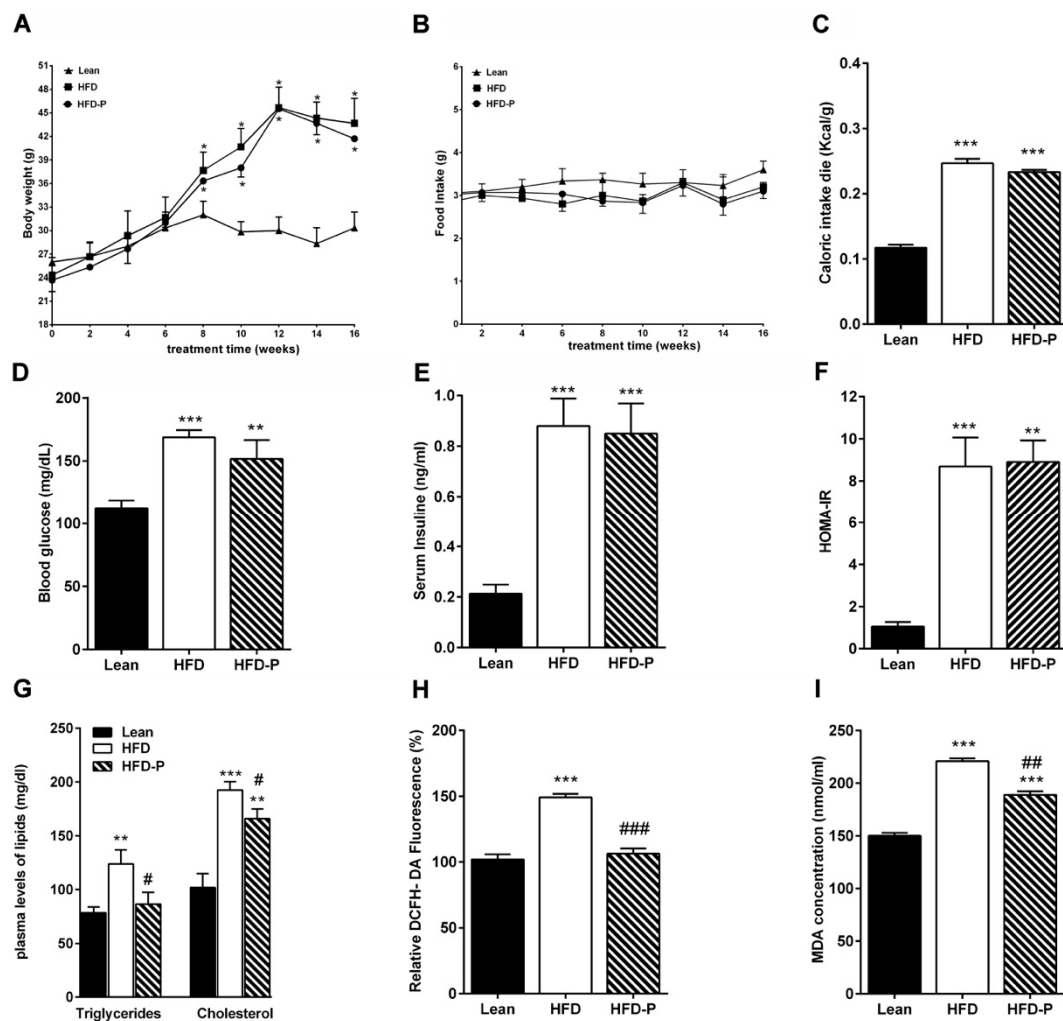 A
Body weight (g)
51
48
45
42
39
36
33
30
27
24
21
18
Lean
HFD
HFD-P
* * * * *
* * * * *
0 2 4 6 8 10 12 14 16
treatment time (weeks)
B
Food Intake (g)
6
5
4
3
2
1
0
Lean
HFD
HFD-P
2 4 6 8 10 12 14 16
treatment time (weeks)
C
Caloric intake die (Kcal/g)
0.4
0.3
0.2
0.1
0.0
*** ***
Lean HFD HFD-P
D
Blood glucose (mg/dL)
200
150
100
50
0
*** **
Lean HFD HFD-P
E
Serum Insuline (ng/ml)
1.0
0.8
0.6
0.4
0.2
0.0
*** ***
Lean HFD HFD-P
F
HOMA-IR
12
10
8
6
4
2
0
*** **
Lean HFD HFD-P
G
plasma levels of lipids (mg/dl)
250
200
150
100
50
0
Lean
HFD
HFD-P
** # *** #
**
Triglycerides Cholesterol
H
Relative DCFH- DA Fluorescence (%)
200
150
100
50
0
*** ###
Lean HFD HFD-P
I
MDA concentration (nmol/ml)
250
200
150
100
50
0
*** ##
***
Lean HFD HFD-P